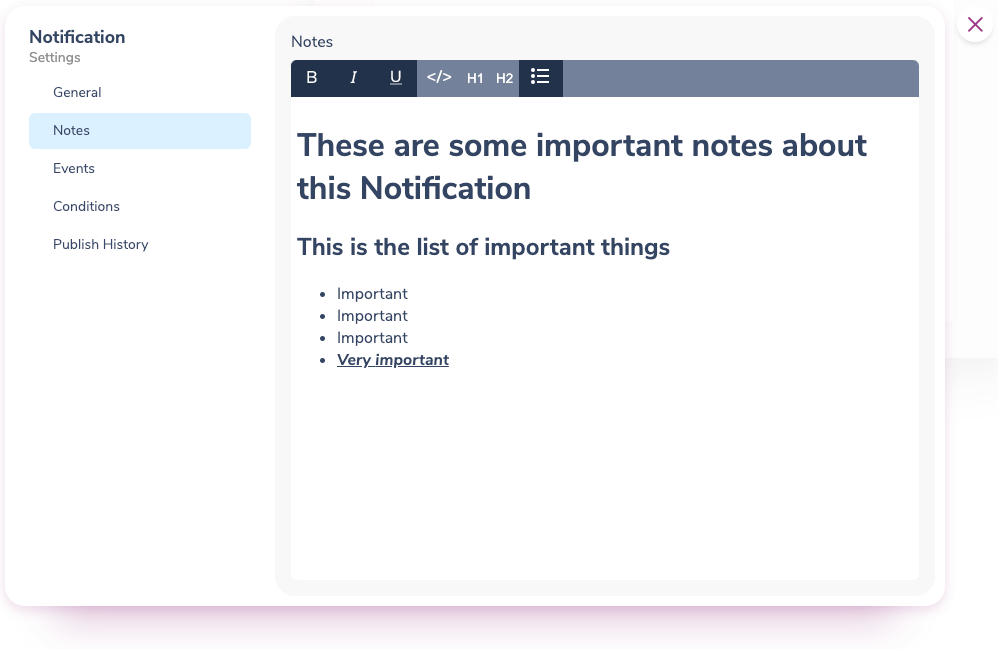 Notification
Settings
General
Notes
Events
Conditions
Publish History
Notes
B I U </> H1 H2
These are some important notes about
this Notification
This is the list of important things
• Important
• Important
• Important
• Very important